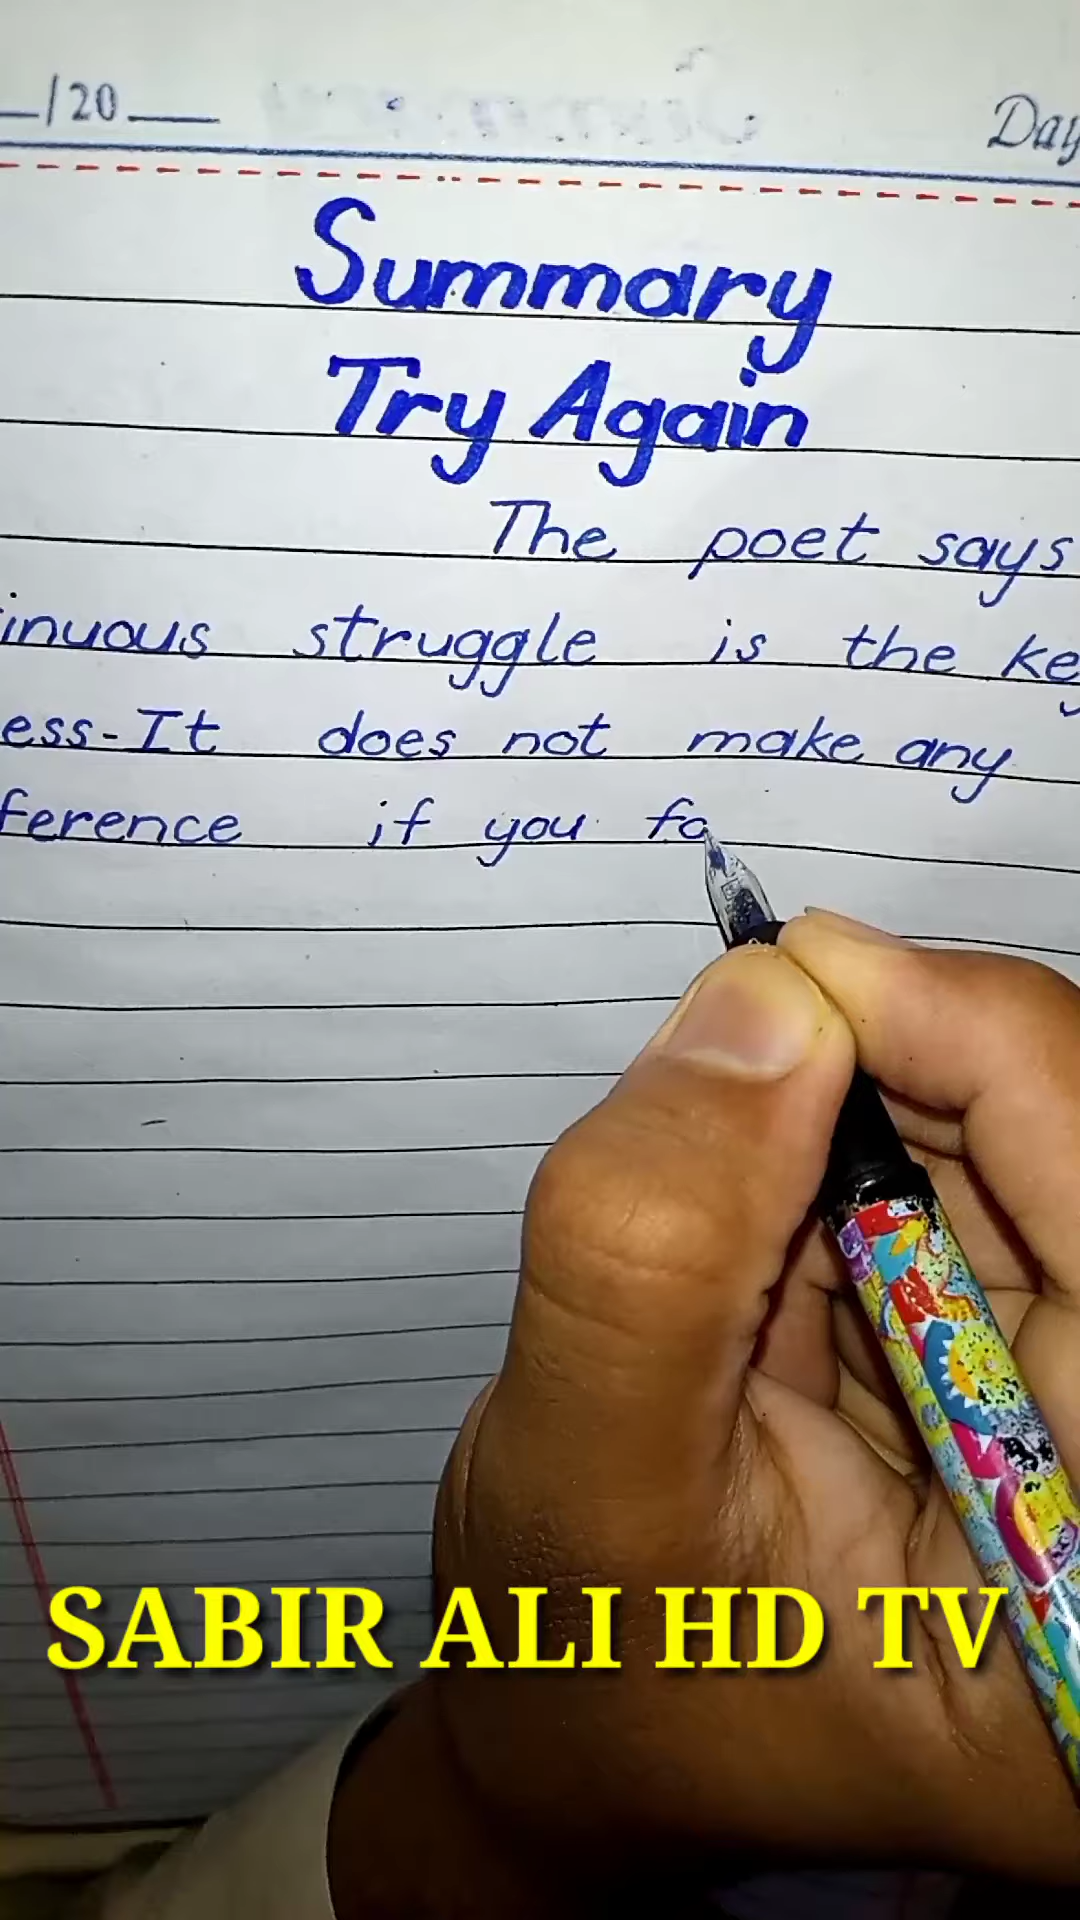 /20
Day
Summary
Try Again
The poet says
inuous struggle is the ke
ess-It does not make any
ference if you fa
SABIR ALI HD TV